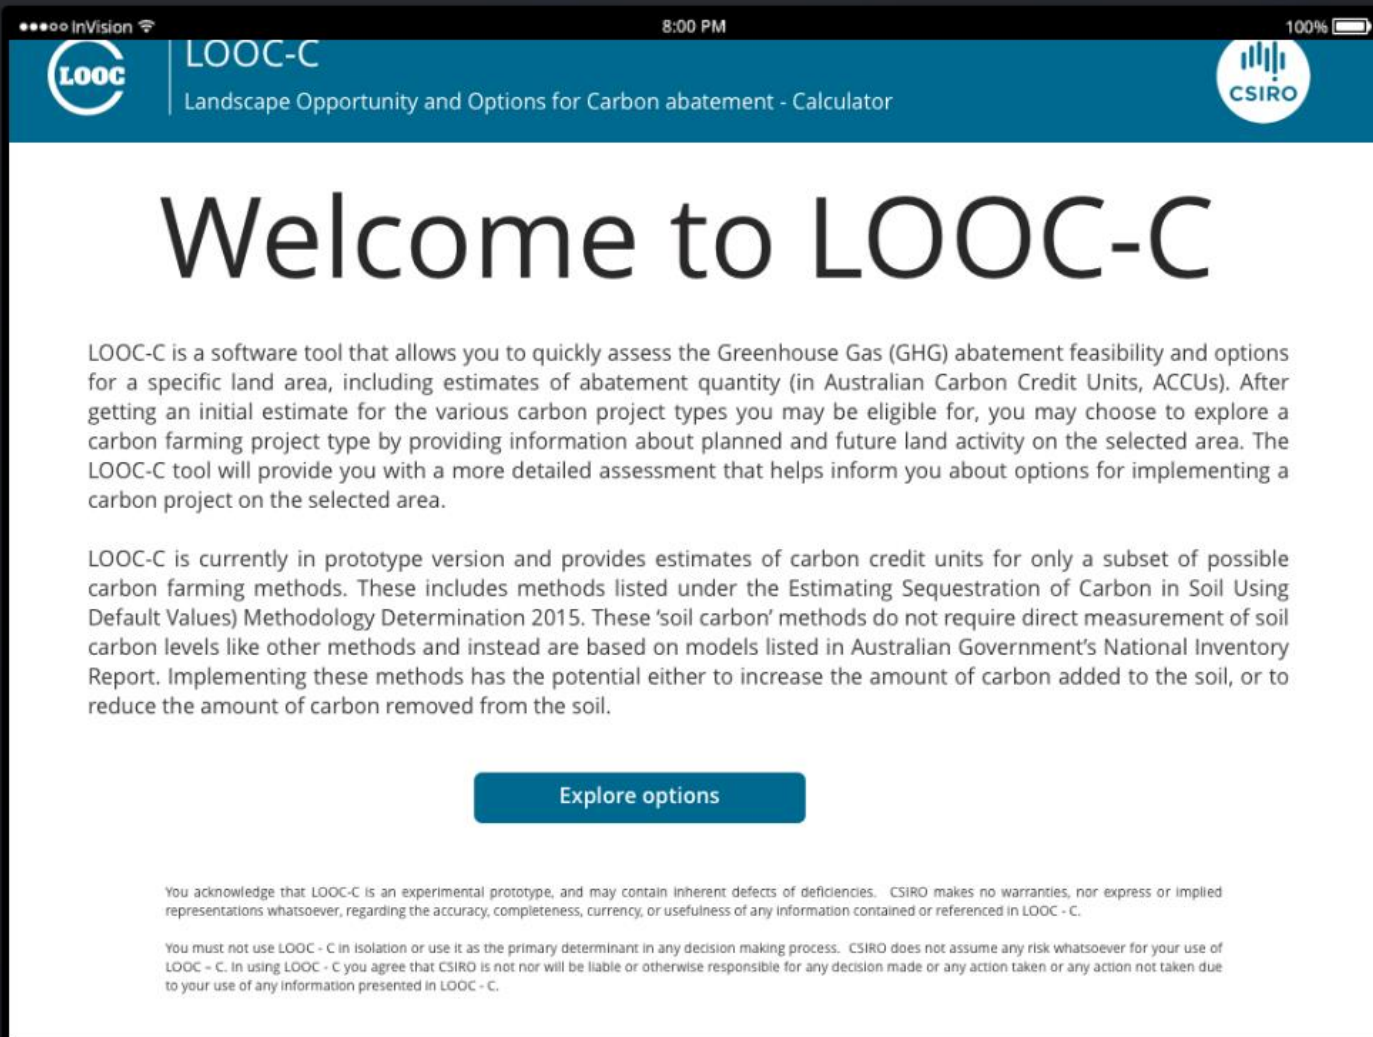 InVision 8:00 PM 100%
LOOC
LOOC-C
Landscape Opportunity and Options for Carbon abatement - Calculator
CSIRO
Welcome to LOOC-C
LOOC-C is a software tool that allows you to quickly assess the Greenhouse Gas (GHG) abatement feasibility and options
for a specific land area, including estimates of abatement quantity (in Australian Carbon Credit Units, ACCUs). After
getting an initial estimate for the various carbon project types you may be eligible for, you may choose to explore a
carbon farming project type by providing information about planned and future land activity on the selected area. The
LOOC-C tool will provide you with a more detailed assessment that helps inform you about options for implementing a
carbon project on the selected area.
LOOC-C is currently in prototype version and provides estimates of carbon credit units for only a subset of possible
carbon farming methods. These includes methods listed under the Estimating Sequestration of Carbon in Soil Using
Default Values) Methodology Determination 2015. These ‘soil carbon’ methods do not require direct measurement of soil
carbon levels like other methods and instead are based on models listed in Australian Government’s National Inventory
Report. Implementing these methods has the potential either to increase the amount of carbon added to the soil, or to
reduce the amount of carbon removed from the soil.
Explore options
You acknowledge that LOOC-C is an experimental prototype, and may contain inherent defects of deficiencies. CSIRO makes no warranties, nor express or implied
representations whatsoever, regarding the accuracy, completeness, currency, or usefulness of any information contained or referenced in LOOC - C.
You must not use LOOC - C in isolation or use it as the primary determinant in any decision making process. CSIRO does not assume any risk whatsoever for your use of
LOOC – C. In using LOOC - C you agree that CSIRO is not nor will be liable or otherwise responsible for any decision made or any action taken or any action not taken due
to your use of any information presented in LOOC - C.